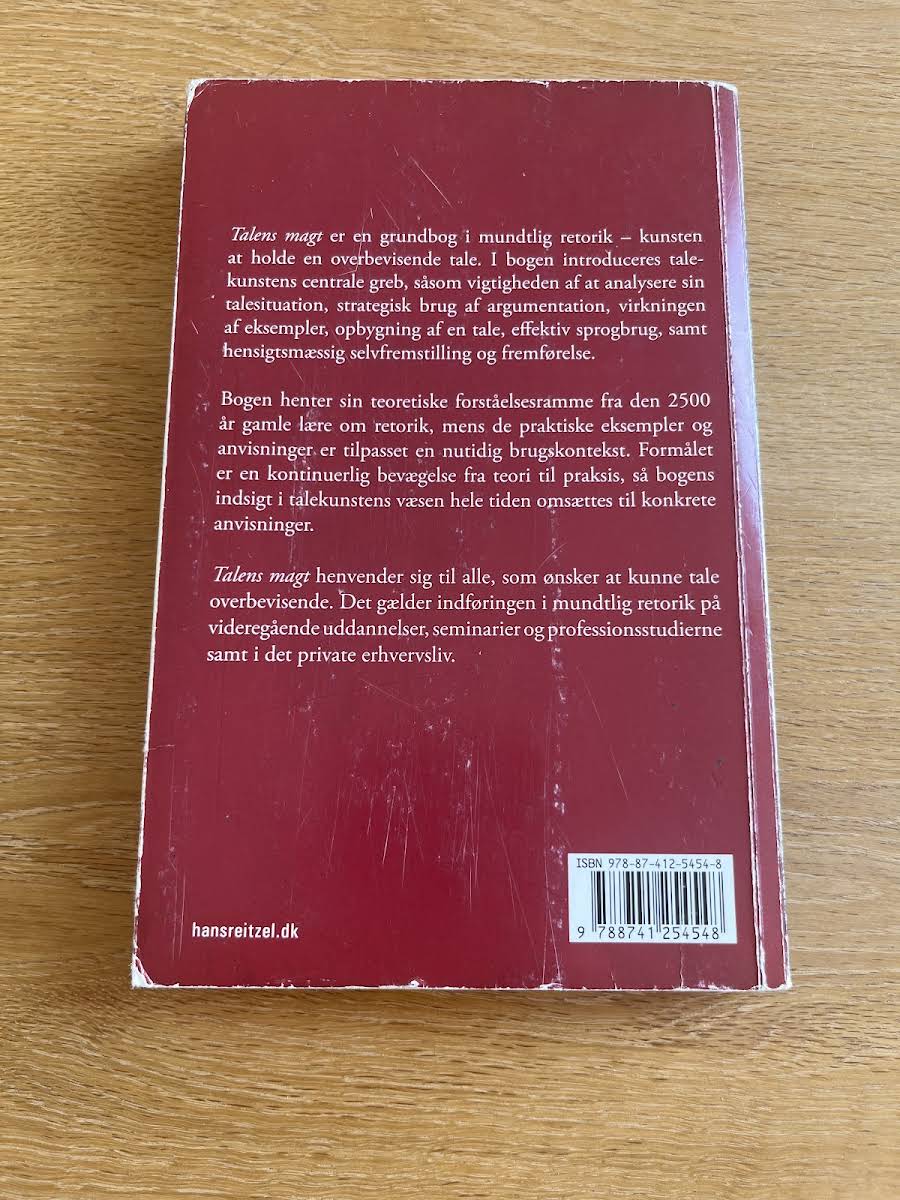 Talens magt er en grundbog i mundtlig retorik – kunsten
at holde en overbevisende tale. I bogen introduceres tale-
kunstens centrale greb, såsom vigtigheden af at analysere sin
talesituation, strategisk brug af argumentation, virkningen
af eksempler, opbygning af en tale, effektiv sprogbrug, samt
hensigtsmæssig selvfremstilling og fremførelse.
Bogen henter sin teoretiske forståelsesramme fra den 2500
år gamle lære om retorik, mens de praktiske eksempler og
anvisninger er tilpasset en nutidig brugskontekst. Formålet
er en kontinuerlig bevægelse fra teori til praksis, så bogens
indsigt i talekunstens væsen hele tiden omsættes til konkrete
anvisninger.
Talens magt henvender sig til alle, som ønsker at kunne tale
overbevisende. Det gælder indføringen i mundtlig retorik på
videregående uddannelser, seminarier og professionsstudierne
samt i det private erhvervsliv.
ISBN 978-87-412-5454-8
9 788741 254548
hansreitzel.dk